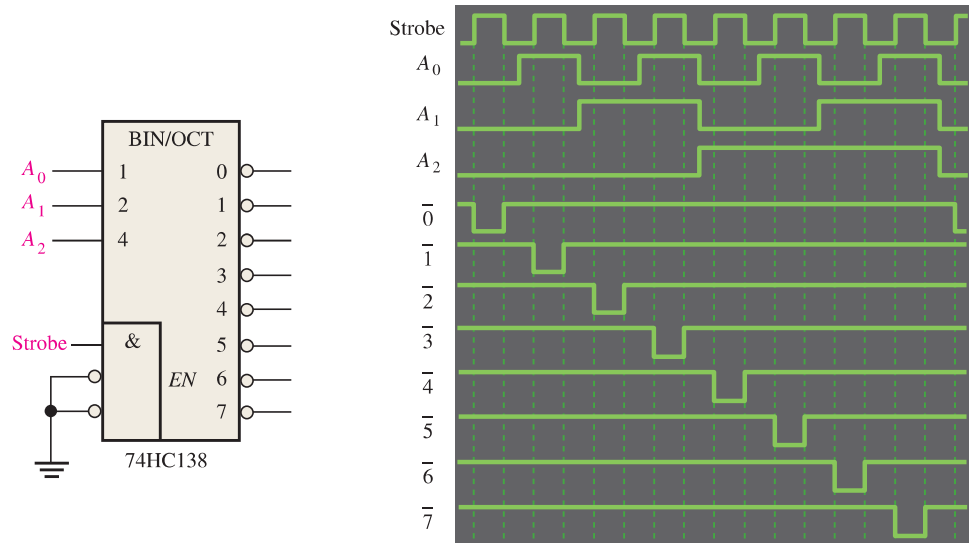 BIN/OCT
A₀ 1 0
1
A₁ 2
A₂ 4 2
3
4
Strobe & 5
EN 6
7
74HC138
Strobe
A₀
A₁
A₂
0̅
1̅
2̅
3̅
4̅
5̅
6̅
7̅